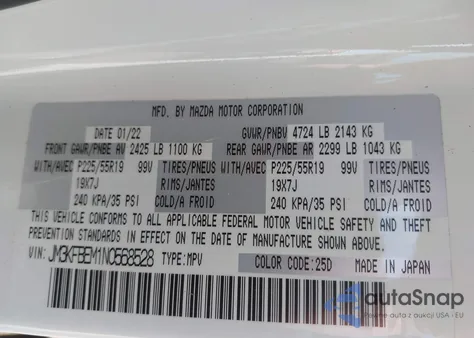 MFD. BY MAZDA MOTOR CORPORATION
DATE 01/22 GVWR/PNBV 4724 LB 2143 KG
FRONT GAWR/PNBE AV 2425 LB 1100 KG REAR GAWR/PNBE AR 2299 LB 1043 KG
WITH/AVEC P225/55R19 99V TIRES/PNEUS WITH/AVEC P225/55R19 99V TIRES/PNEUS
19X7J RIMS/JANTES 19X7J RIMS/JANTES
240 KPA/35 PSI COLD/A FROID 240 KPA/35 PSI COLD/A FROID
THIS VEHICLE CONFORMS TO ALL APPLICABLE FEDERAL MOTOR VEHICLE SAFETY AND THEFT
PREVENTION STANDARDS IN EFFECT ON THE DATE OF MANUFACTURE SHOWN ABOVE.
VIN: JM3KFBEM1N0568528 TYPE:MPV COLOR CODE:25D MADE IN JAPAN
autoSnap
Pewne auta z aukcji USA - EU